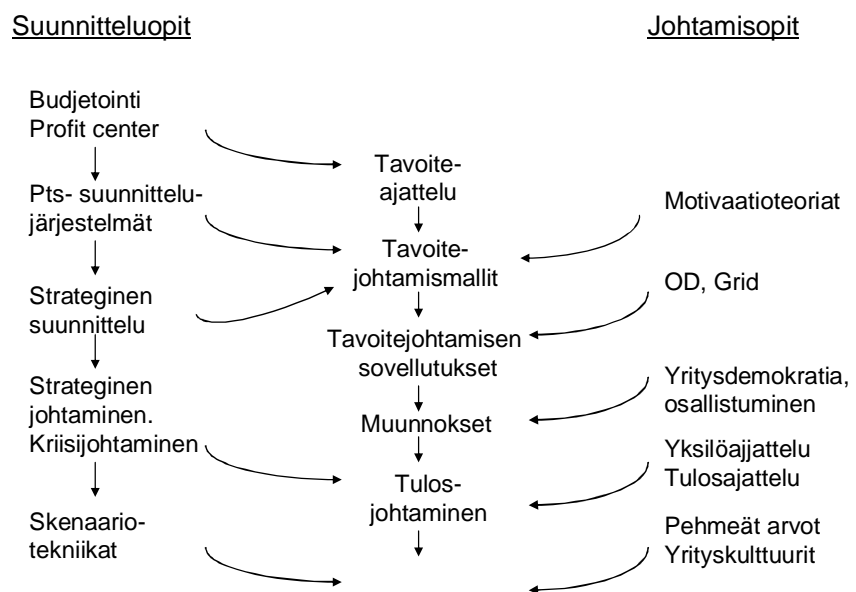 Suunnitteluopit
Johtamisopit
Budjetointi
Profit center
Pts- suunnittelu-
järjestelmät
Strateginen
suunnittelu
Strateginen
johtaminen.
Kriisijohtaminen
Skenaario-
tekniikat
Tavoite-
ajattelu
Tavoite-
johtamismallit
Tavoitejohtamisen
sovellutukset
Muunnokset
Tulos-
johtaminen
Motivaatioteoriat
OD, Grid
Yritysdemokratia,
osallistuminen
Yksilöajjattelu
Tulosajattelu
Pehmeät arvot
Yrityskulttuurit